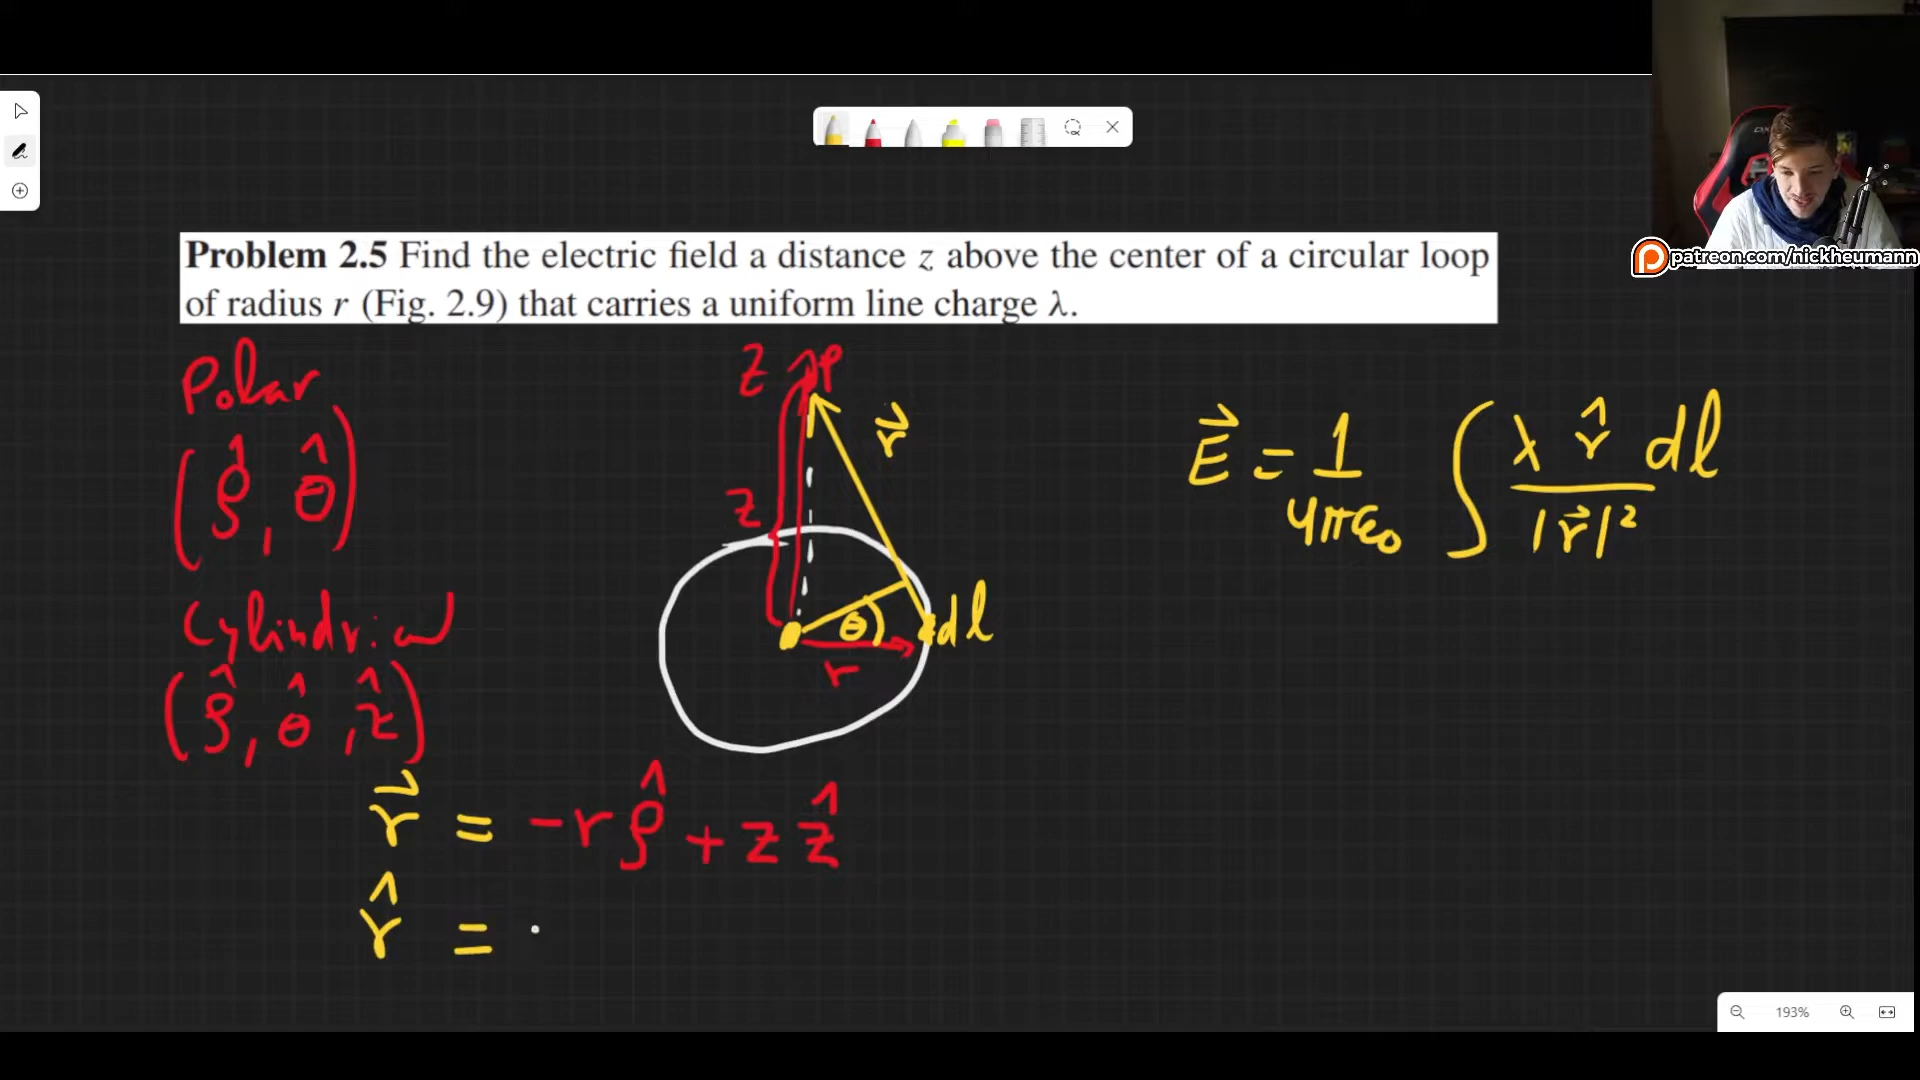 patreon.com/nickheumann
Problem 2.5 Find the electric field a distance z above the center of a circular loop
of radius r (Fig. 2.9) that carries a uniform line charge λ.
Polar
(ρ̂, θ̂)
Cylindrical
(ρ̂, θ̂, ẑ)
z P
r⃗
z
θ
dl
r
E⃗ = 1/4πε₀ ∫ λ r̂ dl / |r⃗|²
r⃗ = -r ρ̂ + z ẑ
r̂ =
193%